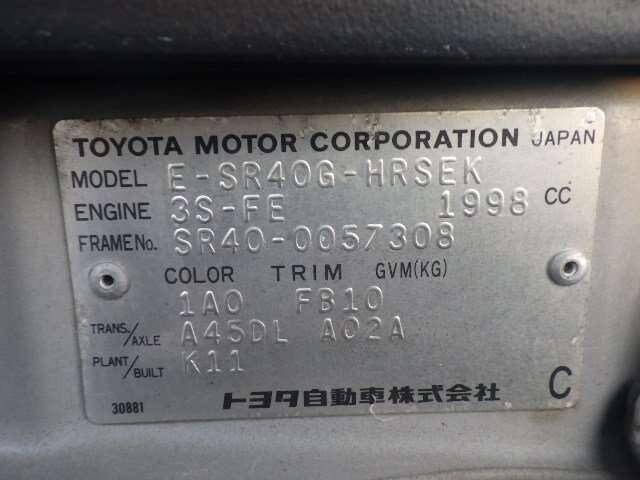 TOYOTA MOTOR CORPORATION JAPAN
MODEL E-SR40G-HRSEK
ENGINE 3S-FE 1998 CC
FRAME No. SR40-0057308
COLOR TRIM GVM(KG)
1A0 FB10
TRANS./AXLE A45DL A02A
PLANT/BUILT K11
30881 トヨタ自動車株式会社 C